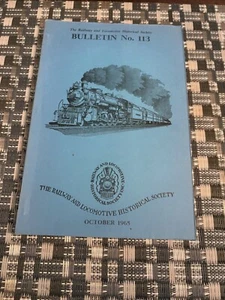 The Railway and Locomotive Historical Society
BULLETIN No. 113
THE RAILWAY AND LOCOMOTIVE HISTORICAL SOCIETY
OCTOBER 1965